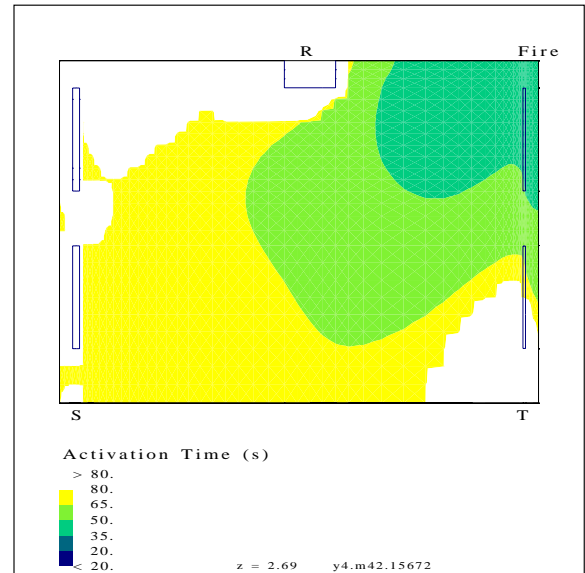 R Fire
S T
Activation Time (s)
> 80.
80.
65.
50.
35.
20.
< 20.
z = 2.69 y4.m42.15672